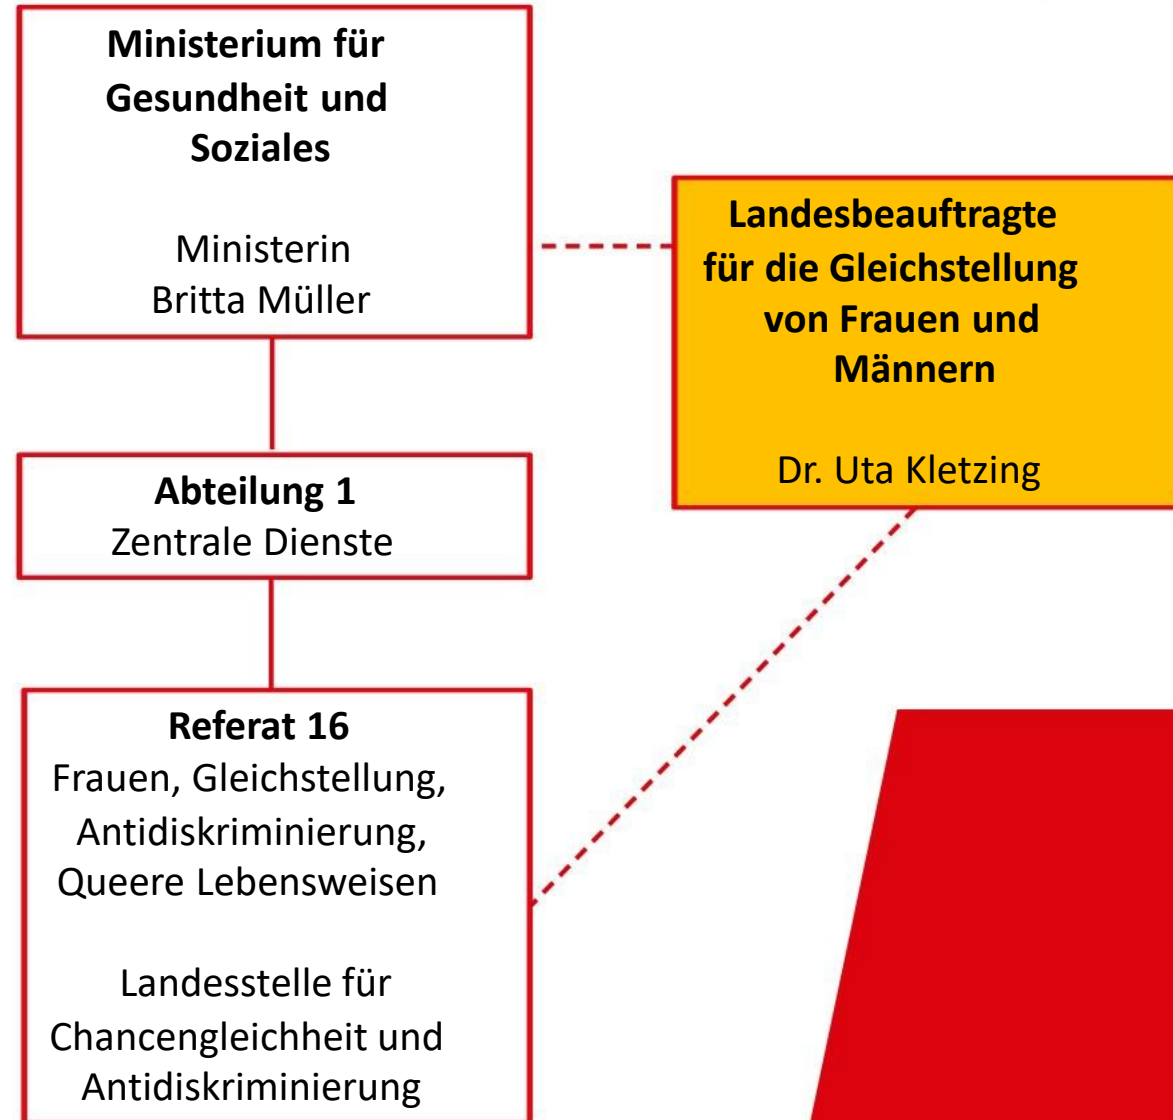 Ministerium für
Gesundheit und
Soziales
Ministerin
Britta Müller
Landesbeauftragte
für die Gleichstellung
von Frauen und
Männern
Dr. Uta Kletzing
Abteilung 1
Zentrale Dienste
Referat 16
Frauen, Gleichstellung,
Antidiskriminierung,
Queere Lebensweisen
Landesstelle für
Chancengleichheit und
Antidiskriminierung